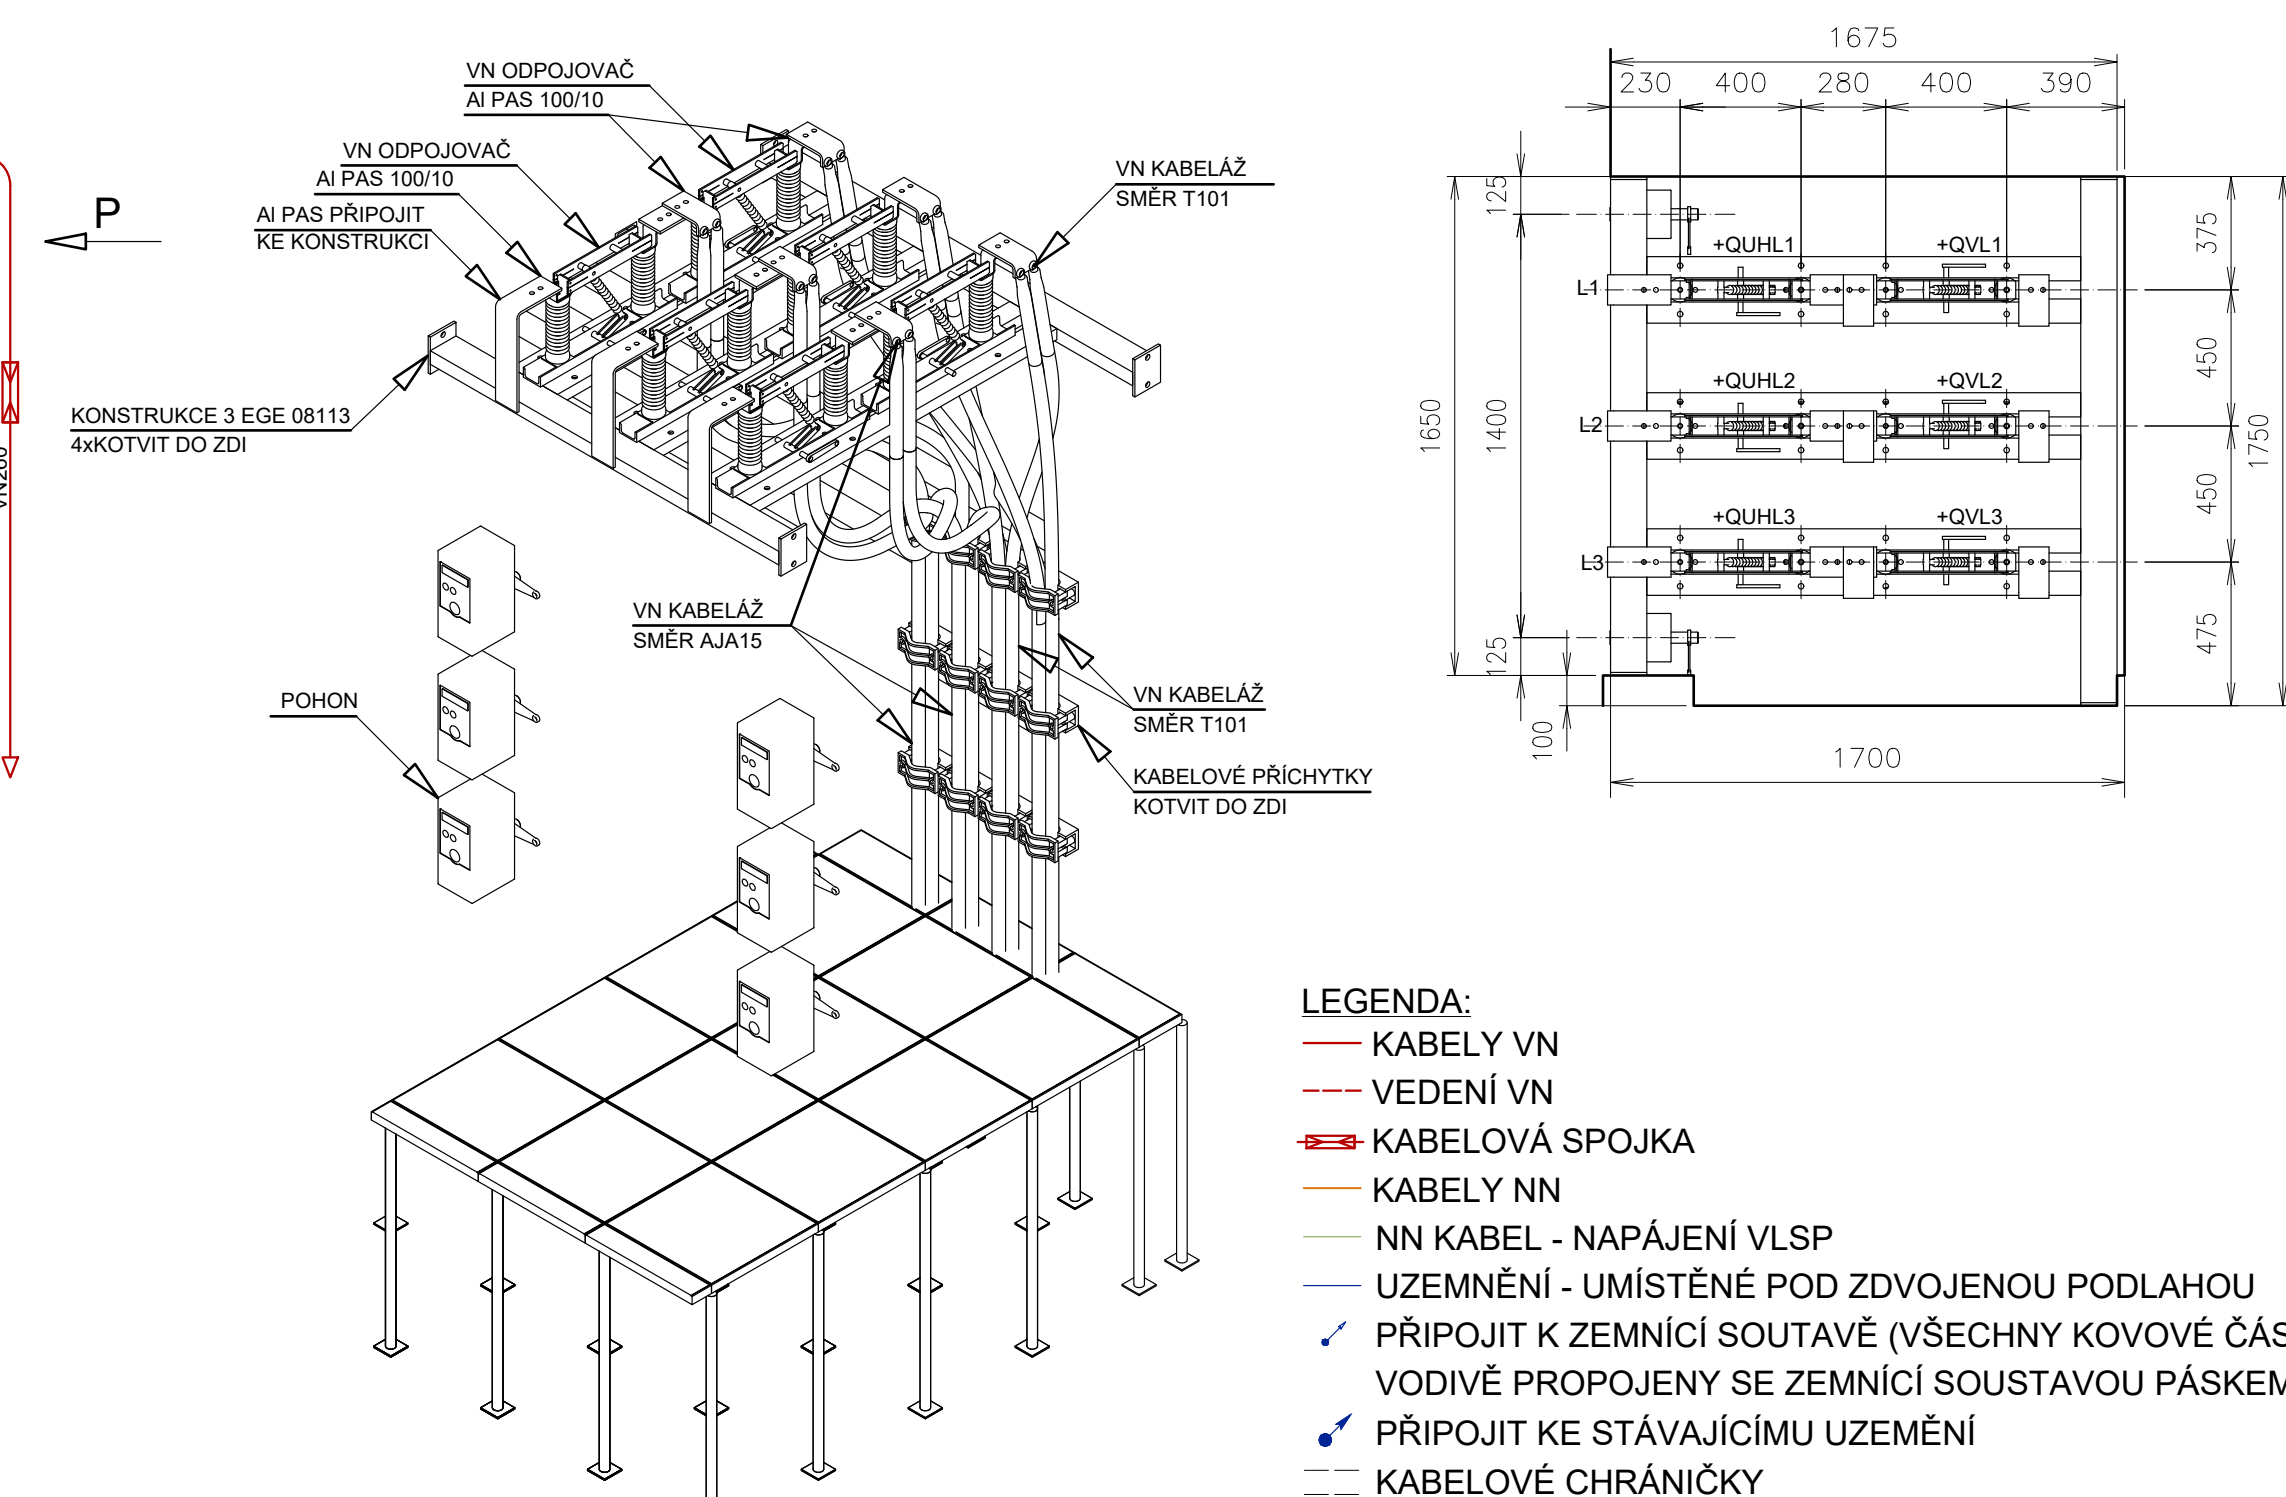 VN ODPOJOVAČ
Al PAS 100/10
VN ODPOJOVAČ
Al PAS 100/10
Al PAS PŘIPOJIT
KE KONSTRUKCI
P
VN KABELÁŽ
SMĚR T101
KONSTRUKCE 3 EGE 08113
4xKOTVIT DO ZDI
VN KABELÁŽ
SMĚR AJA15
POHON
VN KABELÁŽ
SMĚR T101
KABELOVÉ PŘÍCHYTKY
KOTVIT DO ZDI
1675
230 400 280 400 390
125
375
+QUHL1 +QVL1
L1
450
+QUHL2 +QVL2
L2
1650
1400
1750
450
+QUHL3 +QVL3
L3
125
475
100
1700
LEGENDA:
KABELY VN
VEDENÍ VN
KABELOVÁ SPOJKA
KABELY NN
NN KABEL - NAPÁJENÍ VLSP
UZEMNĚNÍ - UMÍSTĚNÉ POD ZDVOJENOU PODLAHOU
PŘIPOJIT K ZEMNÍCÍ SOUTAVĚ (VŠECHNY KOVOVÉ ČÁS
VODIVĚ PROPOJENY SE ZEMNÍCÍ SOUSTAVOU PÁSKEM
PŘIPOJIT KE STÁVAJÍCÍMU UZEMĚNÍ
KABELOVÉ CHRÁNIČKY